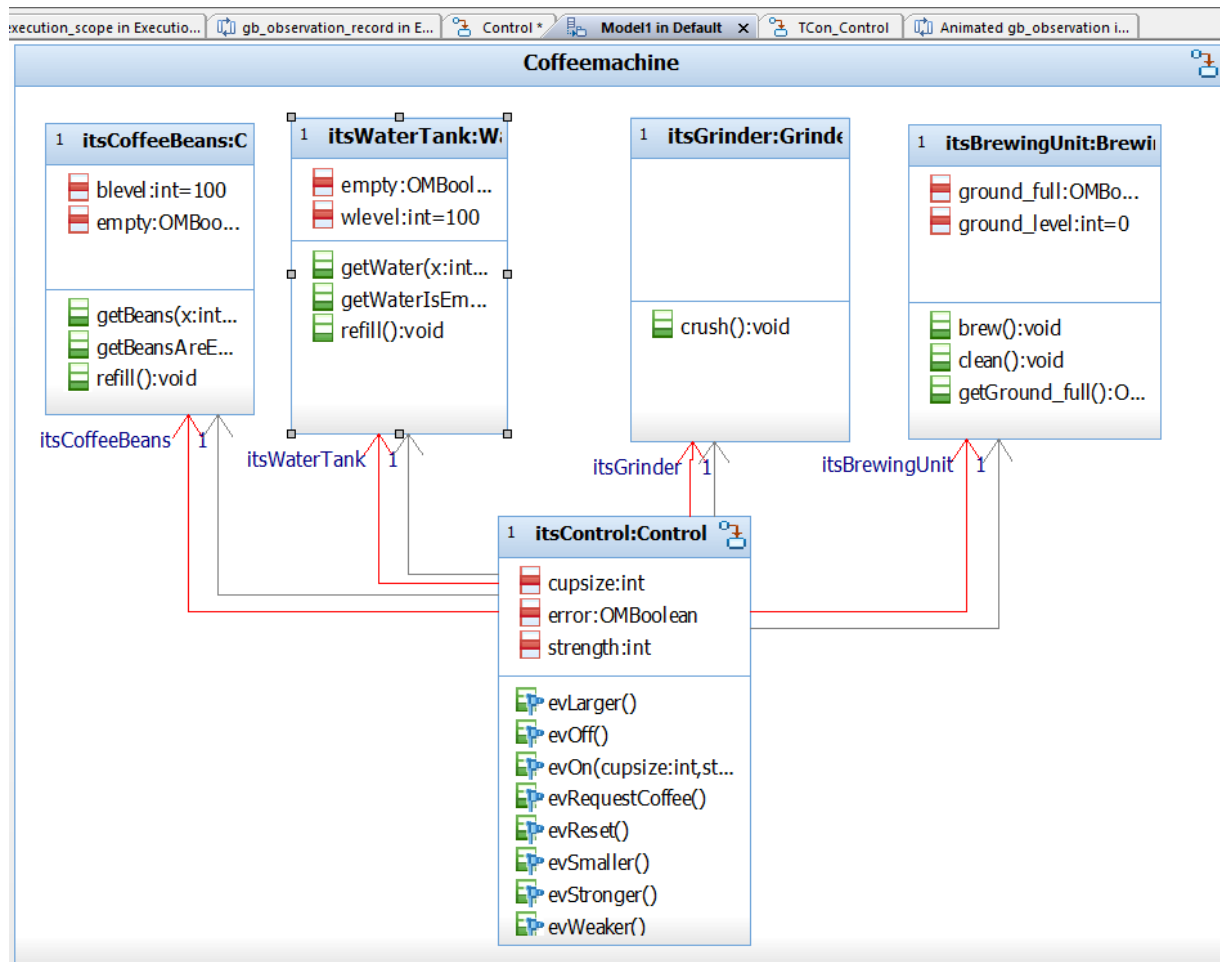 execution_scope in Executio...
gb_observation_record in E...
Control *
Model1 in Default
TCon_Control
Animated gb_observation i...
Coffeemachine
1 itsCoffeeBeans:C
blevel:int=100
empty:OMBoo...
getBeans(x:int...
getBeansAreE...
refill():void
1 itsWaterTank:Wa
empty:OMBool...
wlevel:int=100
getWater(x:int...
getWaterIsEm...
refill():void
1 itsGrinder:Grinde
crush():void
1 itsBrewingUnit:Brewi
ground_full:OMBo...
ground_level:int=0
brew():void
clean():void
getGround_full():O...
itsCoffeeBeans 1
itsWaterTank 1
itsGrinder 1
itsBrewingUnit 1
1 itsControl:Control
cupsize:int
error:OMBoolean
strength:int
evLarger()
evOff()
evOn(cupsize:int,st...
evRequestCoffee()
evReset()
evSmaller()
evStronger()
evWeaker()